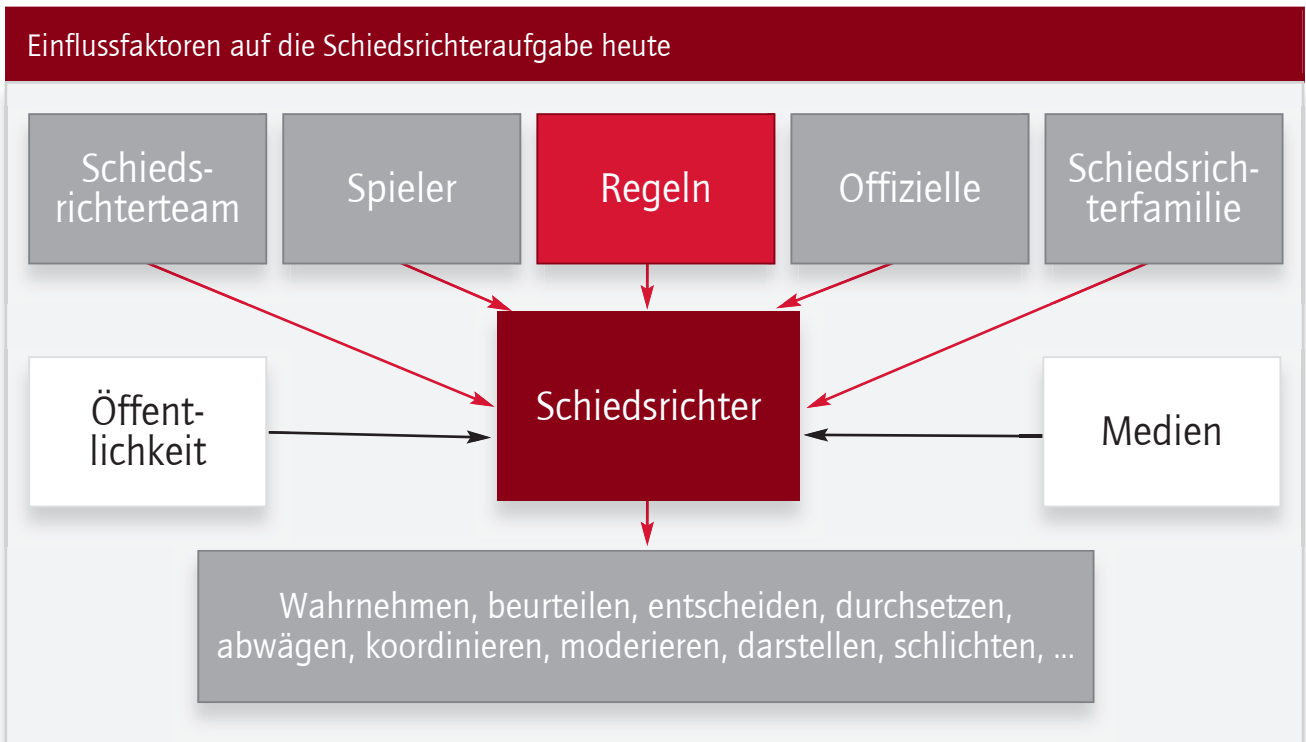 Einflussfaktoren auf die Schiedsrichteraufgabe heute
Schieds-
richterteam
Spieler
Regeln
Offizielle
Schiedsrich-
terfamilie
Öffent-
lichkeit
Schiedsrichter
Medien
Wahrnehmen, beurteilen, entscheiden, durchsetzen,
abwägen, koordinieren, moderieren, darstellen, schlichten, ...